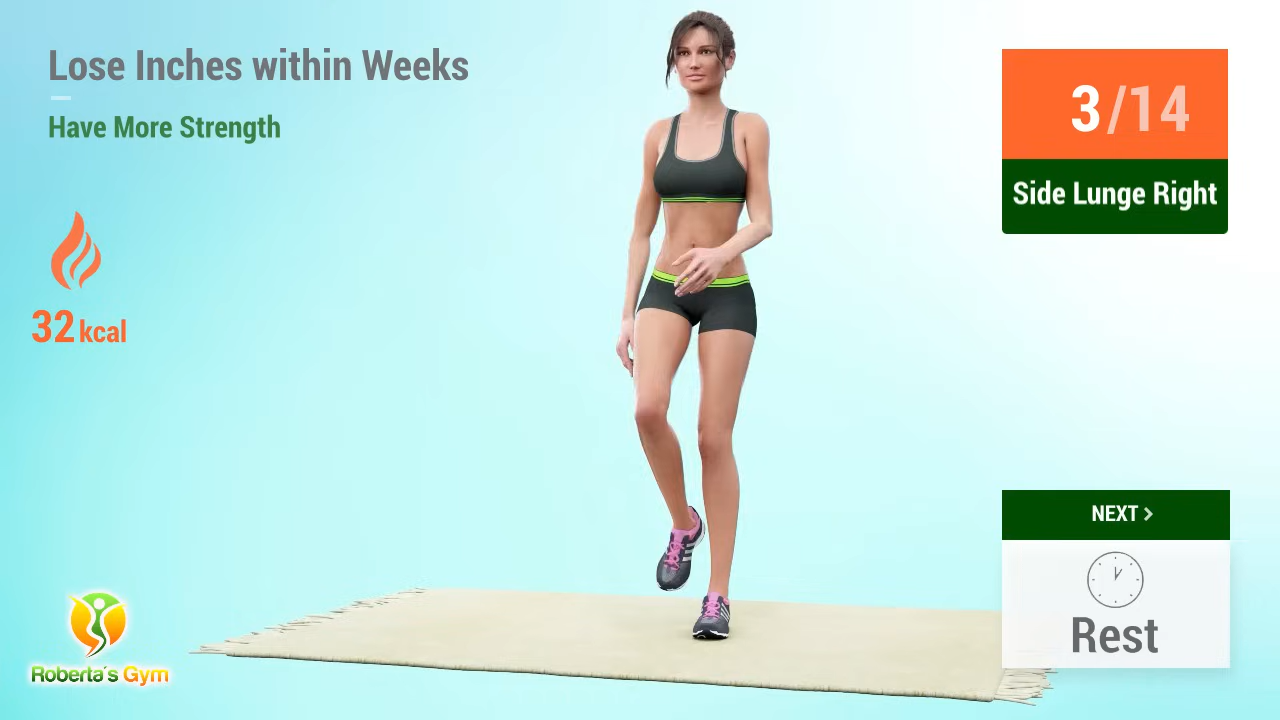 Lose Inches within Weeks
Have More Strength
3/14
Side Lunge Right
32 kcal
NEXT >
Rest
Roberta´s Gym